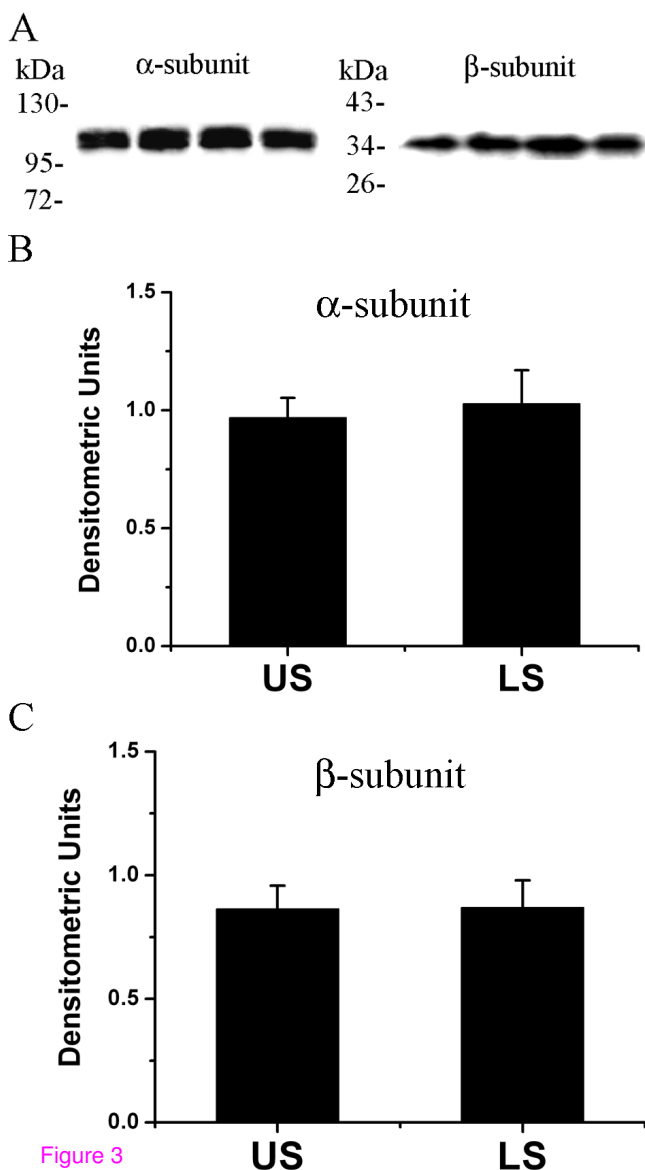 A
kDa α-subunit kDa β-subunit
130- 43-
95- 34-
72- 26-
B
α-subunit
Densitometric Units
1.5
1.0
0.5
0.0
US LS
C
β-subunit
Densitometric Units
1.5
1.0
0.5
0.0
US LS
Figure 3